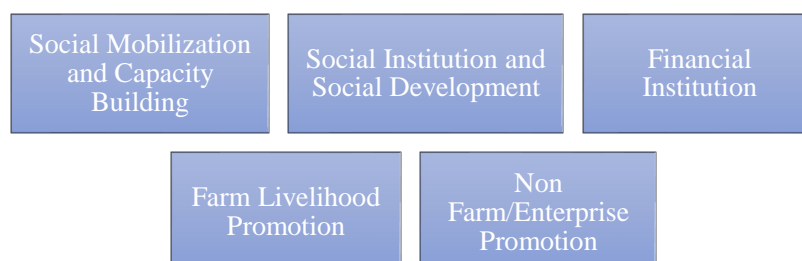 Social Mobilization
and Capacity
Building
Social Institution and
Social Development
Financial
Institution
Farm Livelihood
Promotion
Non
Farm/Enterprise
Promotion